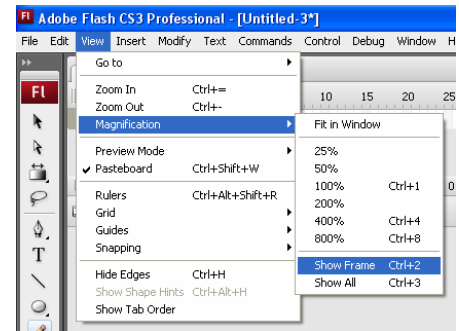 Fl Adobe Flash CS3 Professional - [Untitled-3*]
File Edit View Insert Modify Text Commands Control Debug Window H
Go to
Fl
Zoom In Ctrl+=
Zoom Out Ctrl+-
10 15 20 25
Magnification
Fit in Window
Preview Mode
25%
Pasteboard Ctrl+Shift+W
50%
100% Ctrl+1
Rulers Ctrl+Alt+Shift+R
200%
Grid
400% Ctrl+4
Guides
800% Ctrl+8
Snapping
Show Frame Ctrl+2
Hide Edges Ctrl+H
Show All Ctrl+3
Show Shape Hints Ctrl+Alt+H
Show Tab Order
T